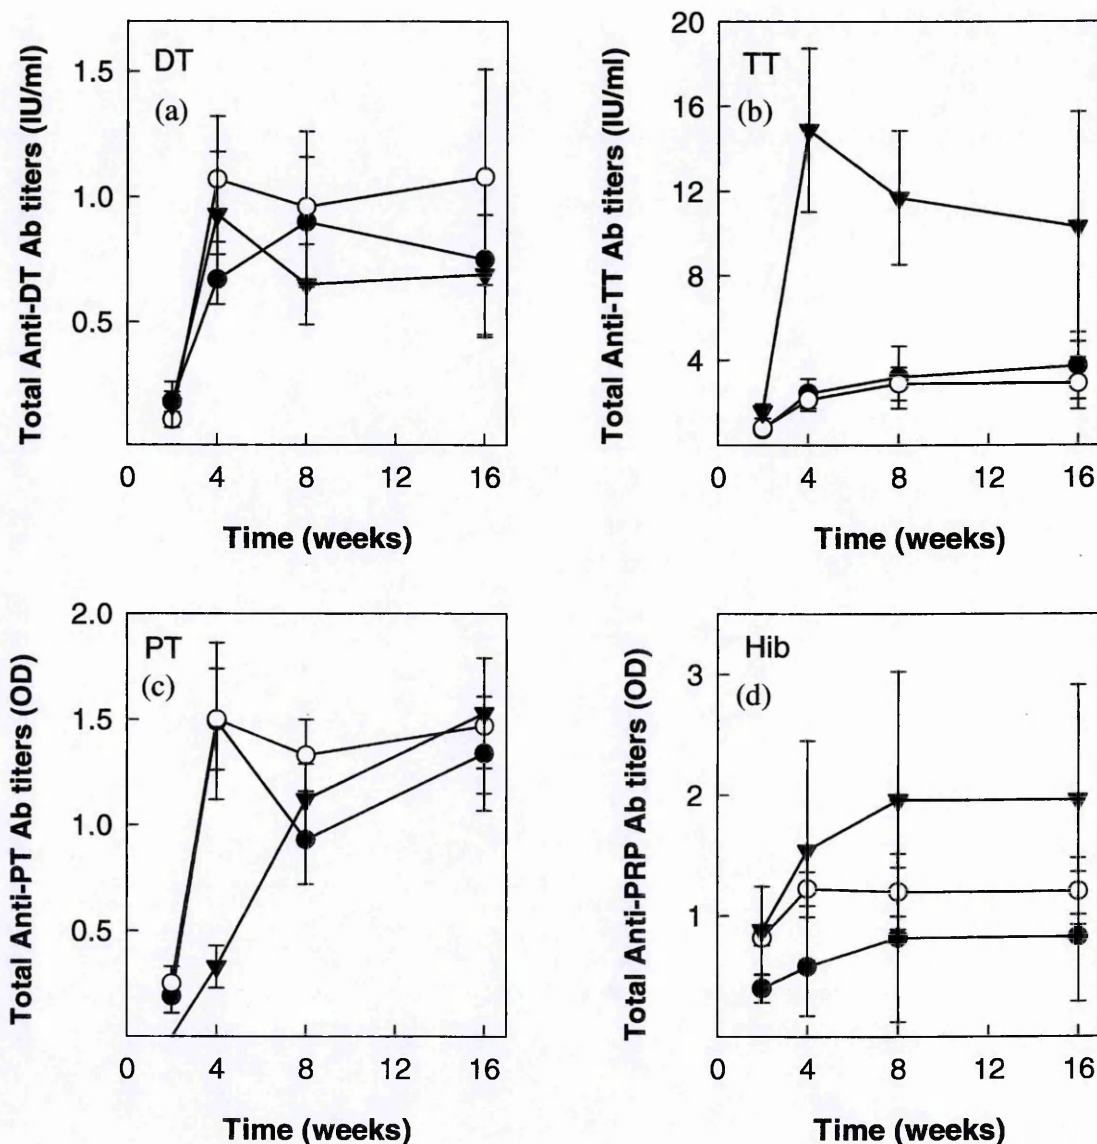 DT
(a)
Total Anti-DT Ab titers (IU/ml)
1.5
1.0
0.5
0 4 8 12 16
Time (weeks)
TT
(b)
Total Anti-TT Ab titers (IU/ml)
20
16
12
8
4
0 4 8 12 16
Time (weeks)
PT
(c)
Total Anti-PT Ab titers (OD)
2.0
1.5
1.0
0.5
0 4 8 12 16
Time (weeks)
Hib
(d)
Total Anti-PRP Ab titers (OD)
3
2
1
0 4 8 12 16
Time (weeks)